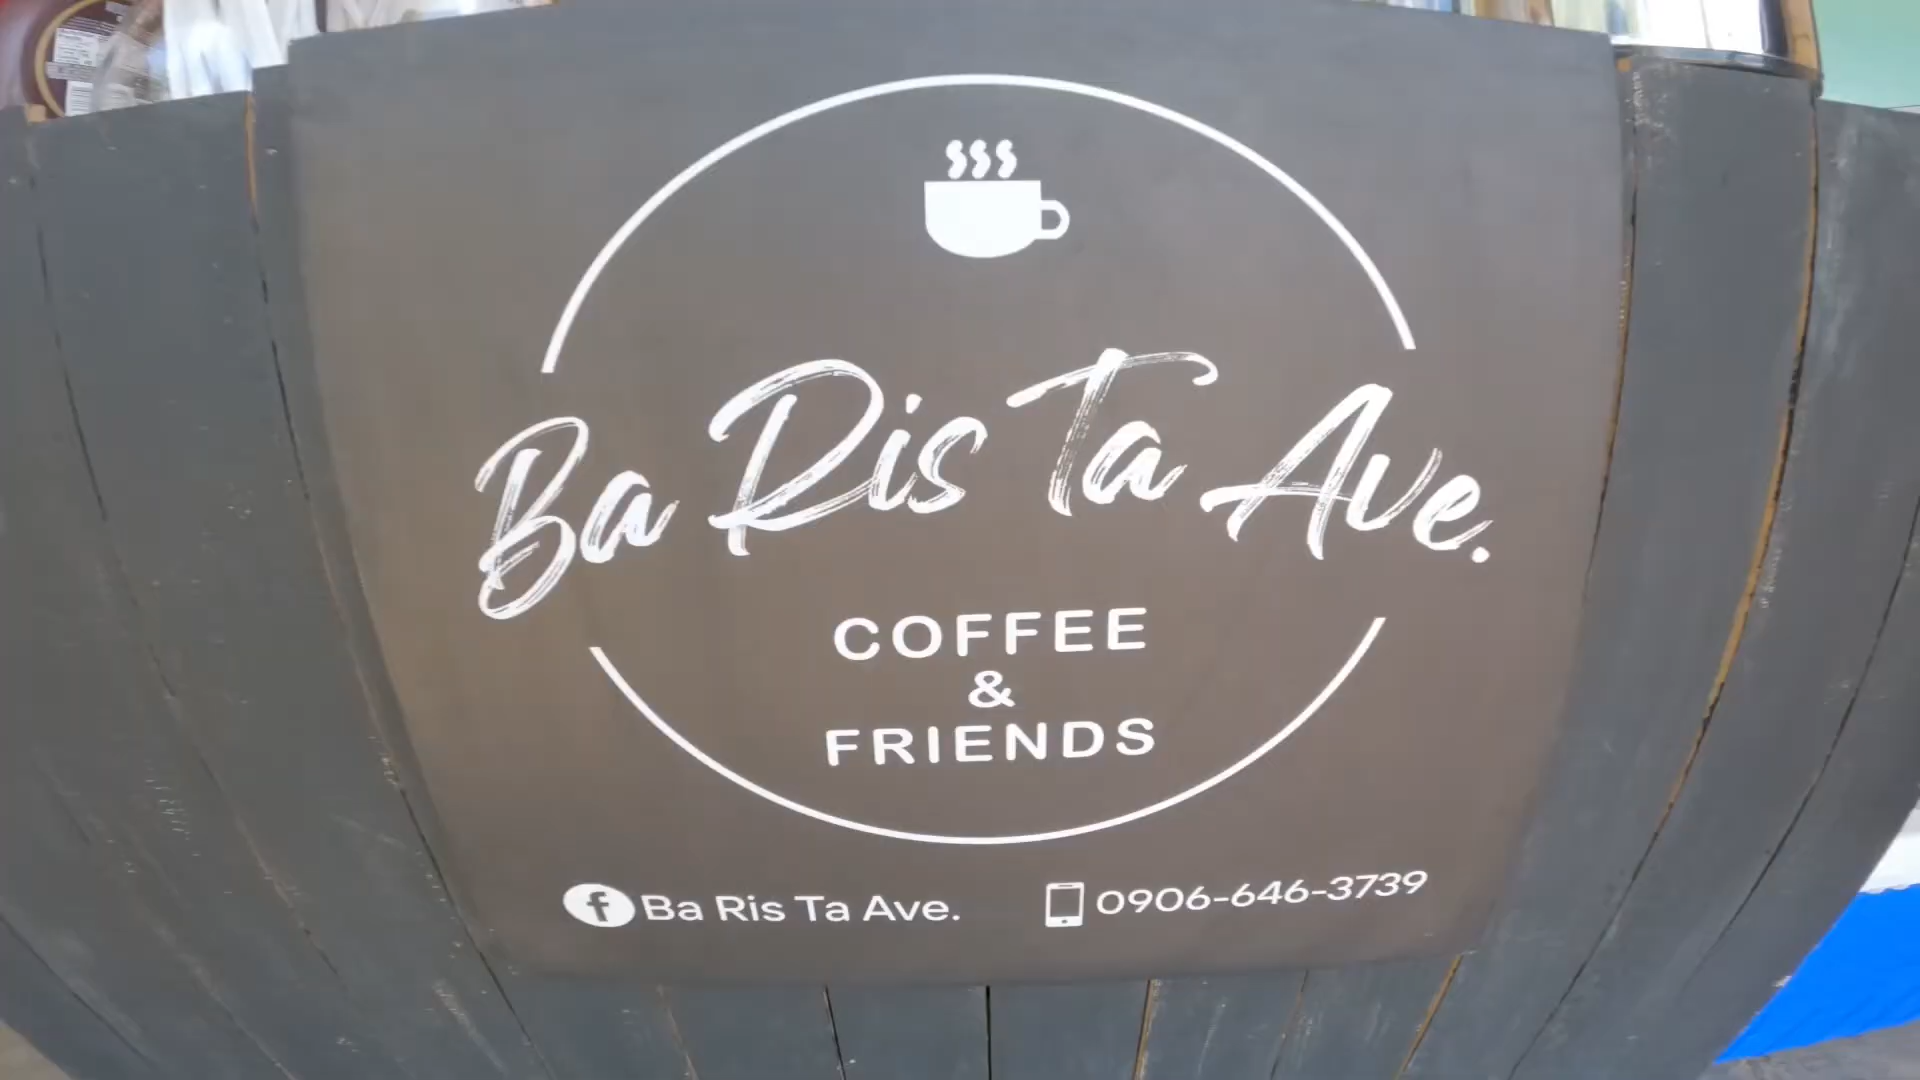 Ba Ris Ta Ave.
COFFEE
&
FRIENDS
f Ba Ris Ta Ave. 0906-646-3739